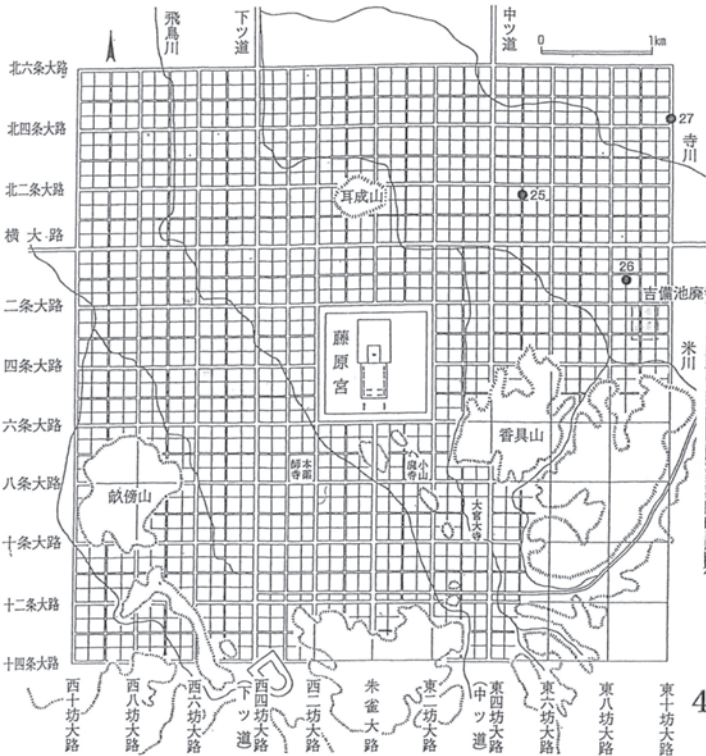 飛鳥川
下ツ道
中ツ道
0 1km
北六条大路
北四条大路
北二条大路
横大路
二条大路
四条大路
六条大路
八条大路
十条大路
十二条大路
十四条大路
27
寺川
25
耳成山
26
吉備池廃
米川
藤原宮
香具山
本薬師寺
小山廃寺
大官大寺
畝傍山
西十坊大路
西八坊大路
西六坊大路
(下ツ道)
西四坊大路
西二坊大路
朱雀大路
東二坊大路
(中ツ道)
東四坊大路
東六坊大路
東八坊大路
東十坊大路
4